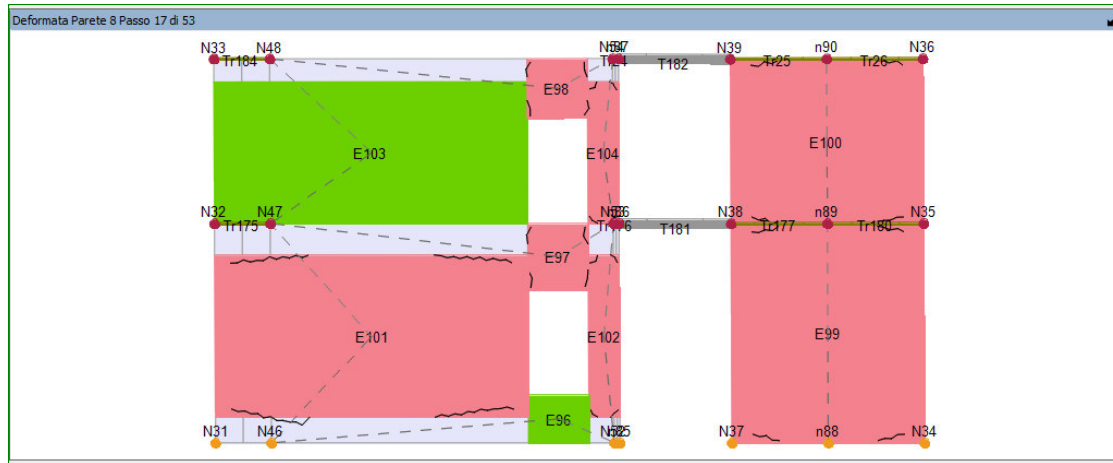 Deformata Parete 8 Passo 17 di 53
N33 N48 N39 n90 N36
Tr184 T182 Tr25 Tr26
E98
E103 E104 E100
N32 N47 N38 n89 N35
Tr175 T181 Tr177 Tr180
E97
E101 E102 E99
E96
N31 N46 N37 n88 N34